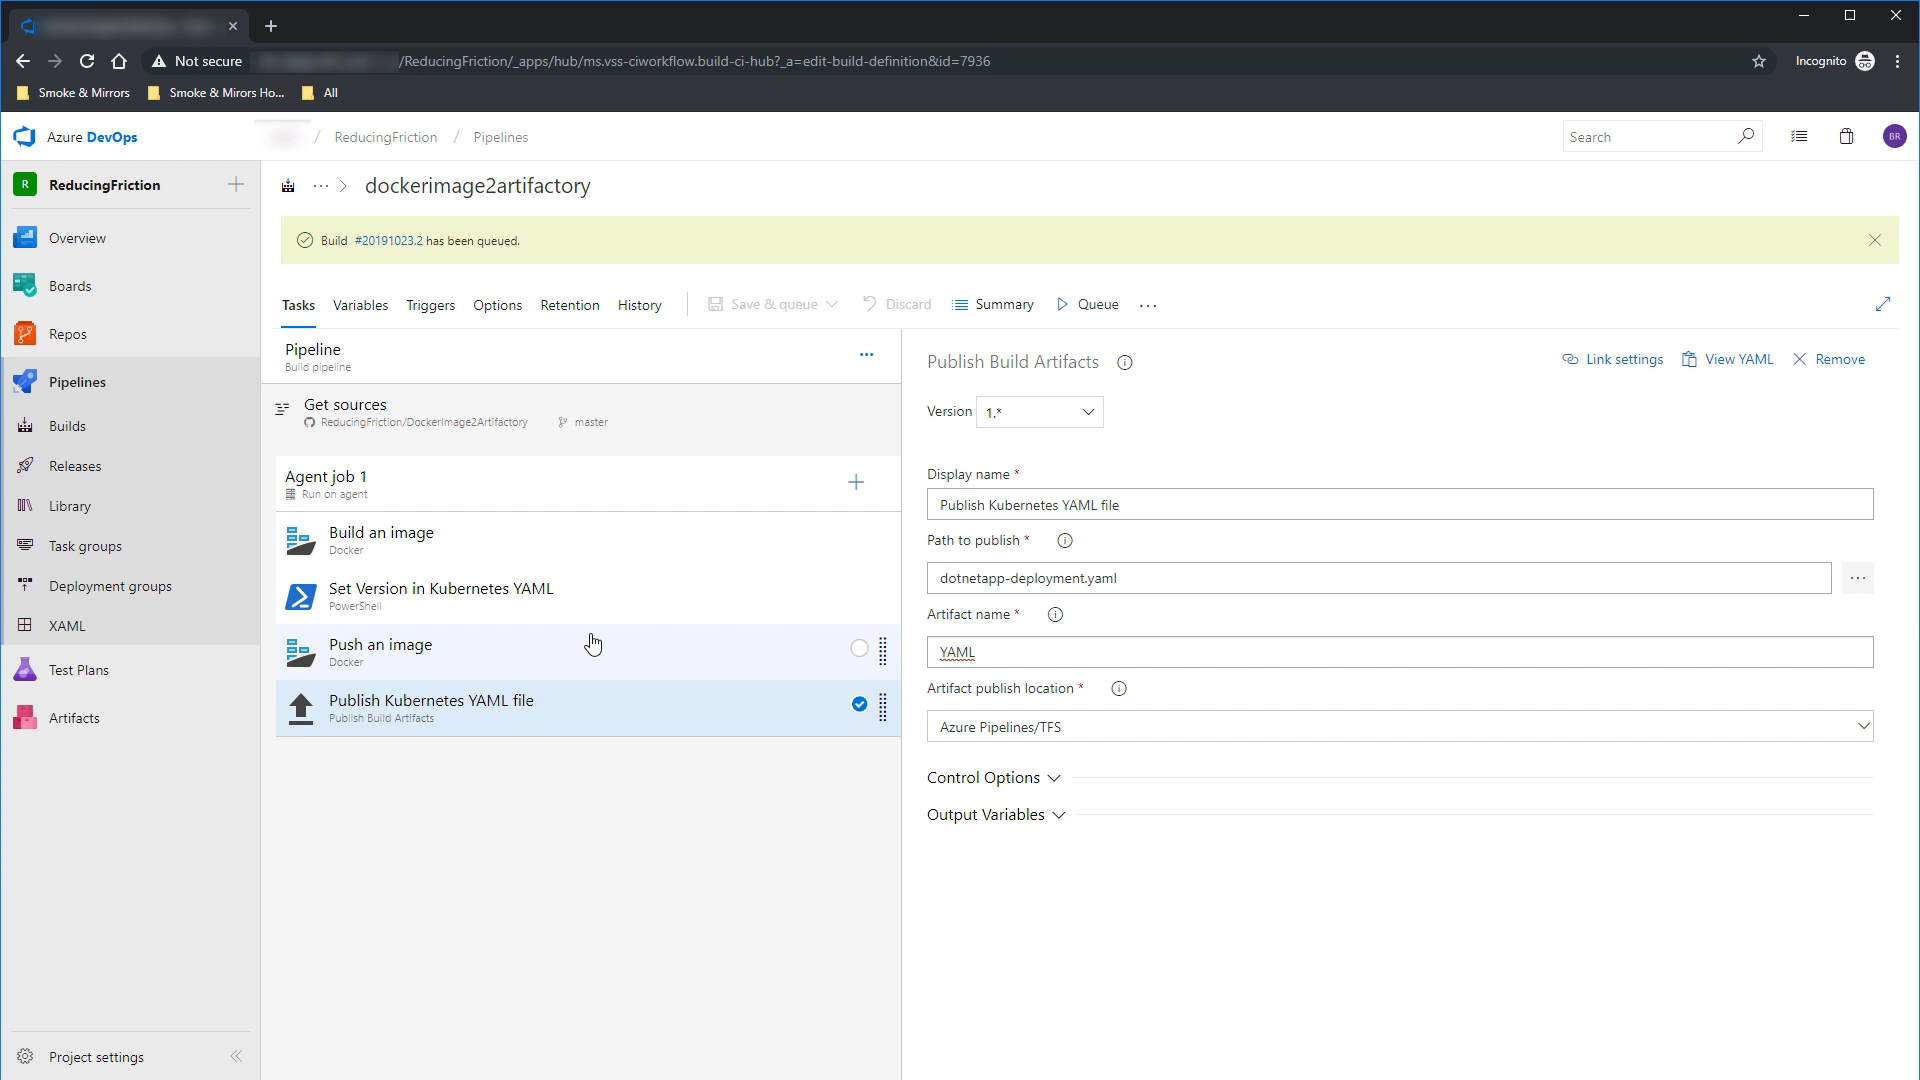 Not secure
/ReducingFriction/_apps/hub/ms.vss-ciworkflow.build-ci-hub?_a=edit-build-definition&id=7936
Incognito
Smoke & Mirrors
Smoke & Mirors Ho...
All
Azure DevOps
/ ReducingFriction / Pipelines
Search
BR
R ReducingFriction
dockerimage2artifactory
Overview
Build #20191023.2 has been queued.
Boards
Repos
Pipelines
Builds
Releases
Library
Task groups
Deployment groups
XAML
Test Plans
Artifacts
Project settings
Tasks Variables Triggers Options Retention History Save & queue Discard Summary Queue ...
Pipeline
Build pipeline
Get sources
ReducingFriction/DockerImage2Artifactory master
Agent job 1
Run on agent
Build an image
Docker
Set Version in Kubernetes YAML
PowerShell
Push an image
Docker
Publish Kubernetes YAML file
Publish Build Artifacts
Publish Build Artifacts
Link settings View YAML Remove
Version 1.*
Display name *
Publish Kubernetes YAML file
Path to publish *
dotnetapp-deployment.yaml
Artifact name *
YAML
Artifact publish location *
Azure Pipelines/TFS
Control Options
Output Variables